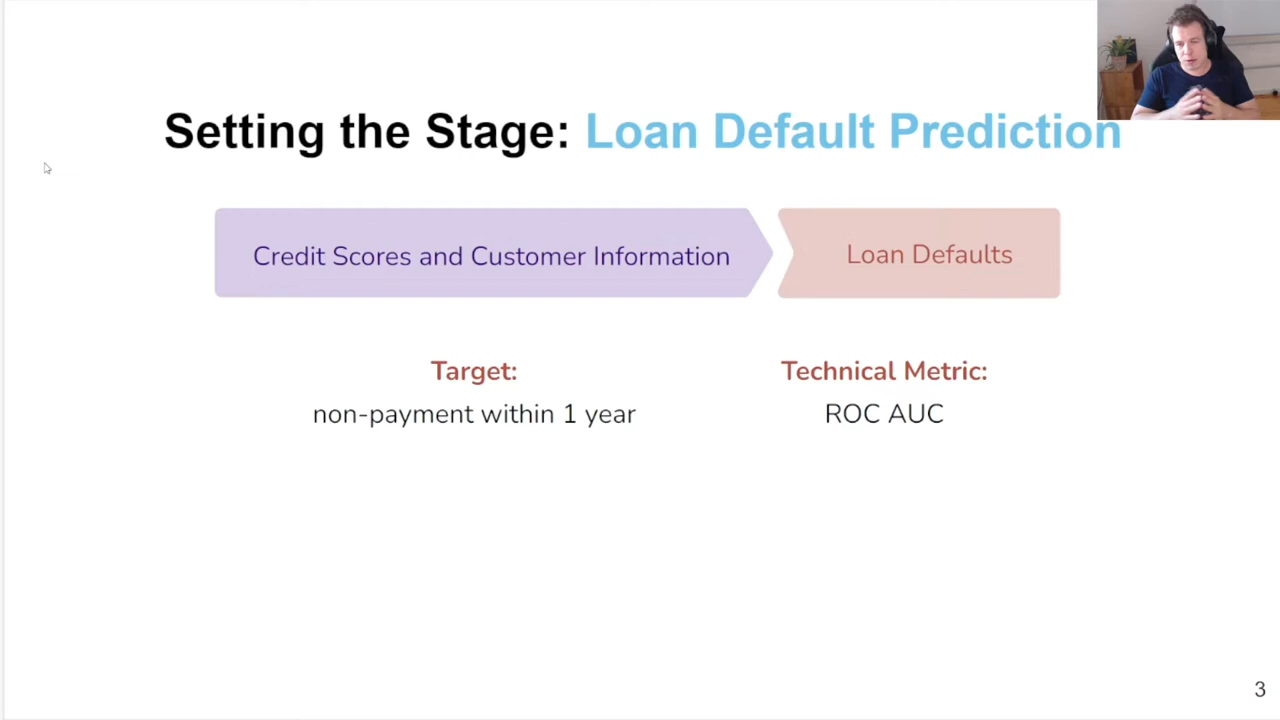 Setting the Stage: Loan Default Prediction
Credit Scores and Customer Information
Loan Defaults
Target:
non-payment within 1 year
Technical Metric:
ROC AUC
3